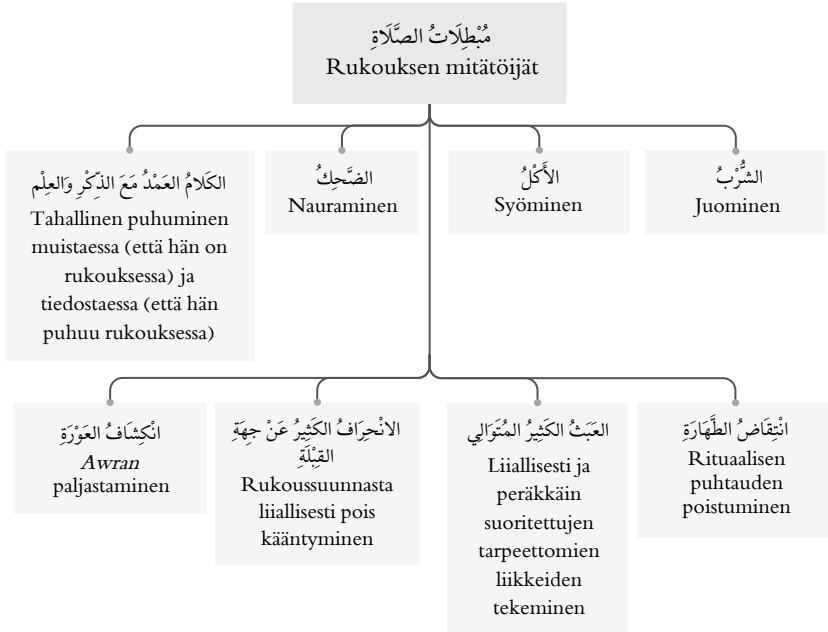 مُبْطِلَاتُ الصَّلَاةِ
Rukouksen mitätöijät
الكَلَامُ العَمْدُ مَعَ الذِّكْرِ وَالعِلْم
Tahallinen puhuminen
muistaessa (että hän on
rukouksessa) ja
tiedostaessa (että hän
puhuu rukouksessa)
الضَّحِكُ
Nauraminen
الأَكْلُ
Syöminen
الشُّرْبُ
Juominen
انْكِشَافُ العَوْرَةِ
Awran
paljastaminen
الانْحِرَافُ الكَثِيرُ عَنْ جِهَةِ
القِبْلَةِ
Rukoussuunnasta
liiallisesti pois
kääntyminen
العَبَثُ الكَثِيرُ المُتَوَالِي
Liiallisesti ja
peräkkäin
suoritettujen
tarpeettomien
liikkeiden
tekeminen
انْتِقَاضُ الطَّهَارَةِ
Rituaalisen
puhtauden
poistuminen